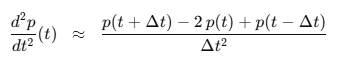 d²p/dt² (t) ≈ (p(t + Δt) − 2 p(t) + p(t − Δt)) / Δt²